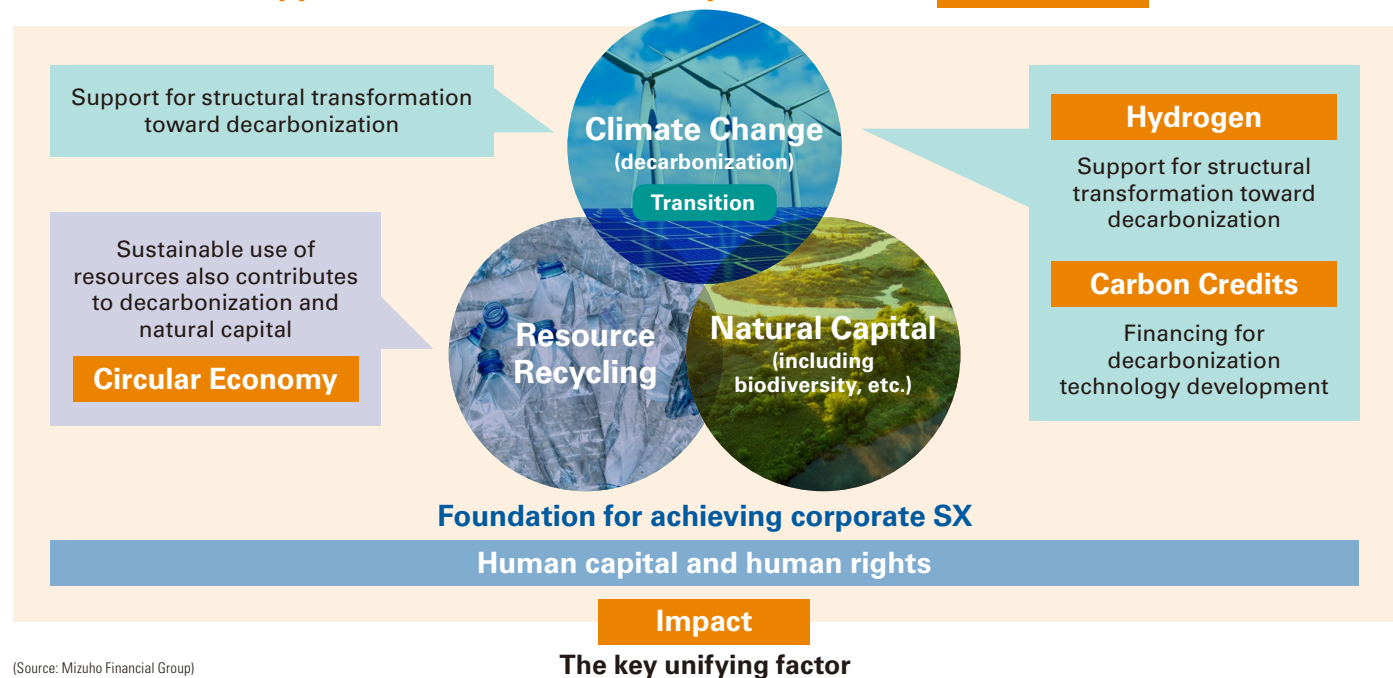 Support for structural transformation
toward decarbonization
Climate Change
(decarbonization)
Transition
Hydrogen
Support for structural
transformation toward
decarbonization
Carbon Credits
Financing for
decarbonization
technology development
Sustainable use of
resources also contributes
to decarbonization and
natural capital
Circular Economy
Resource
Recycling
Natural Capital
(including
biodiversity, etc.)
Foundation for achieving corporate SX
Human capital and human rights
Impact
The key unifying factor
(Source: Mizuho Financial Group)